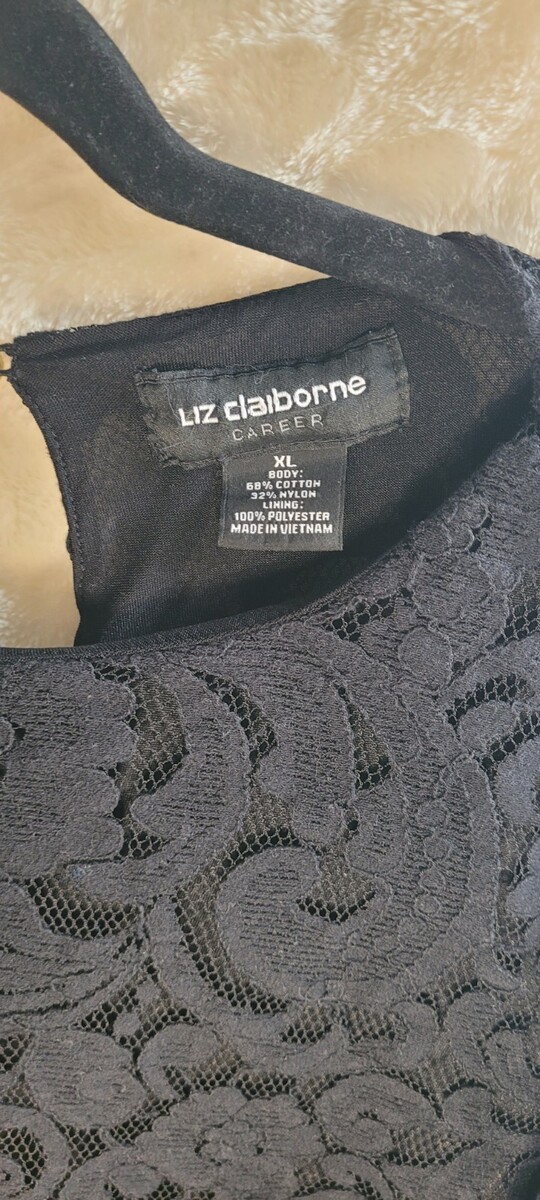 LIZ claiborne
CAREER
XL
BODY:
68% COTTON
32% NYLON
LINING:
100% POLYESTER
MADE IN VIETNAM